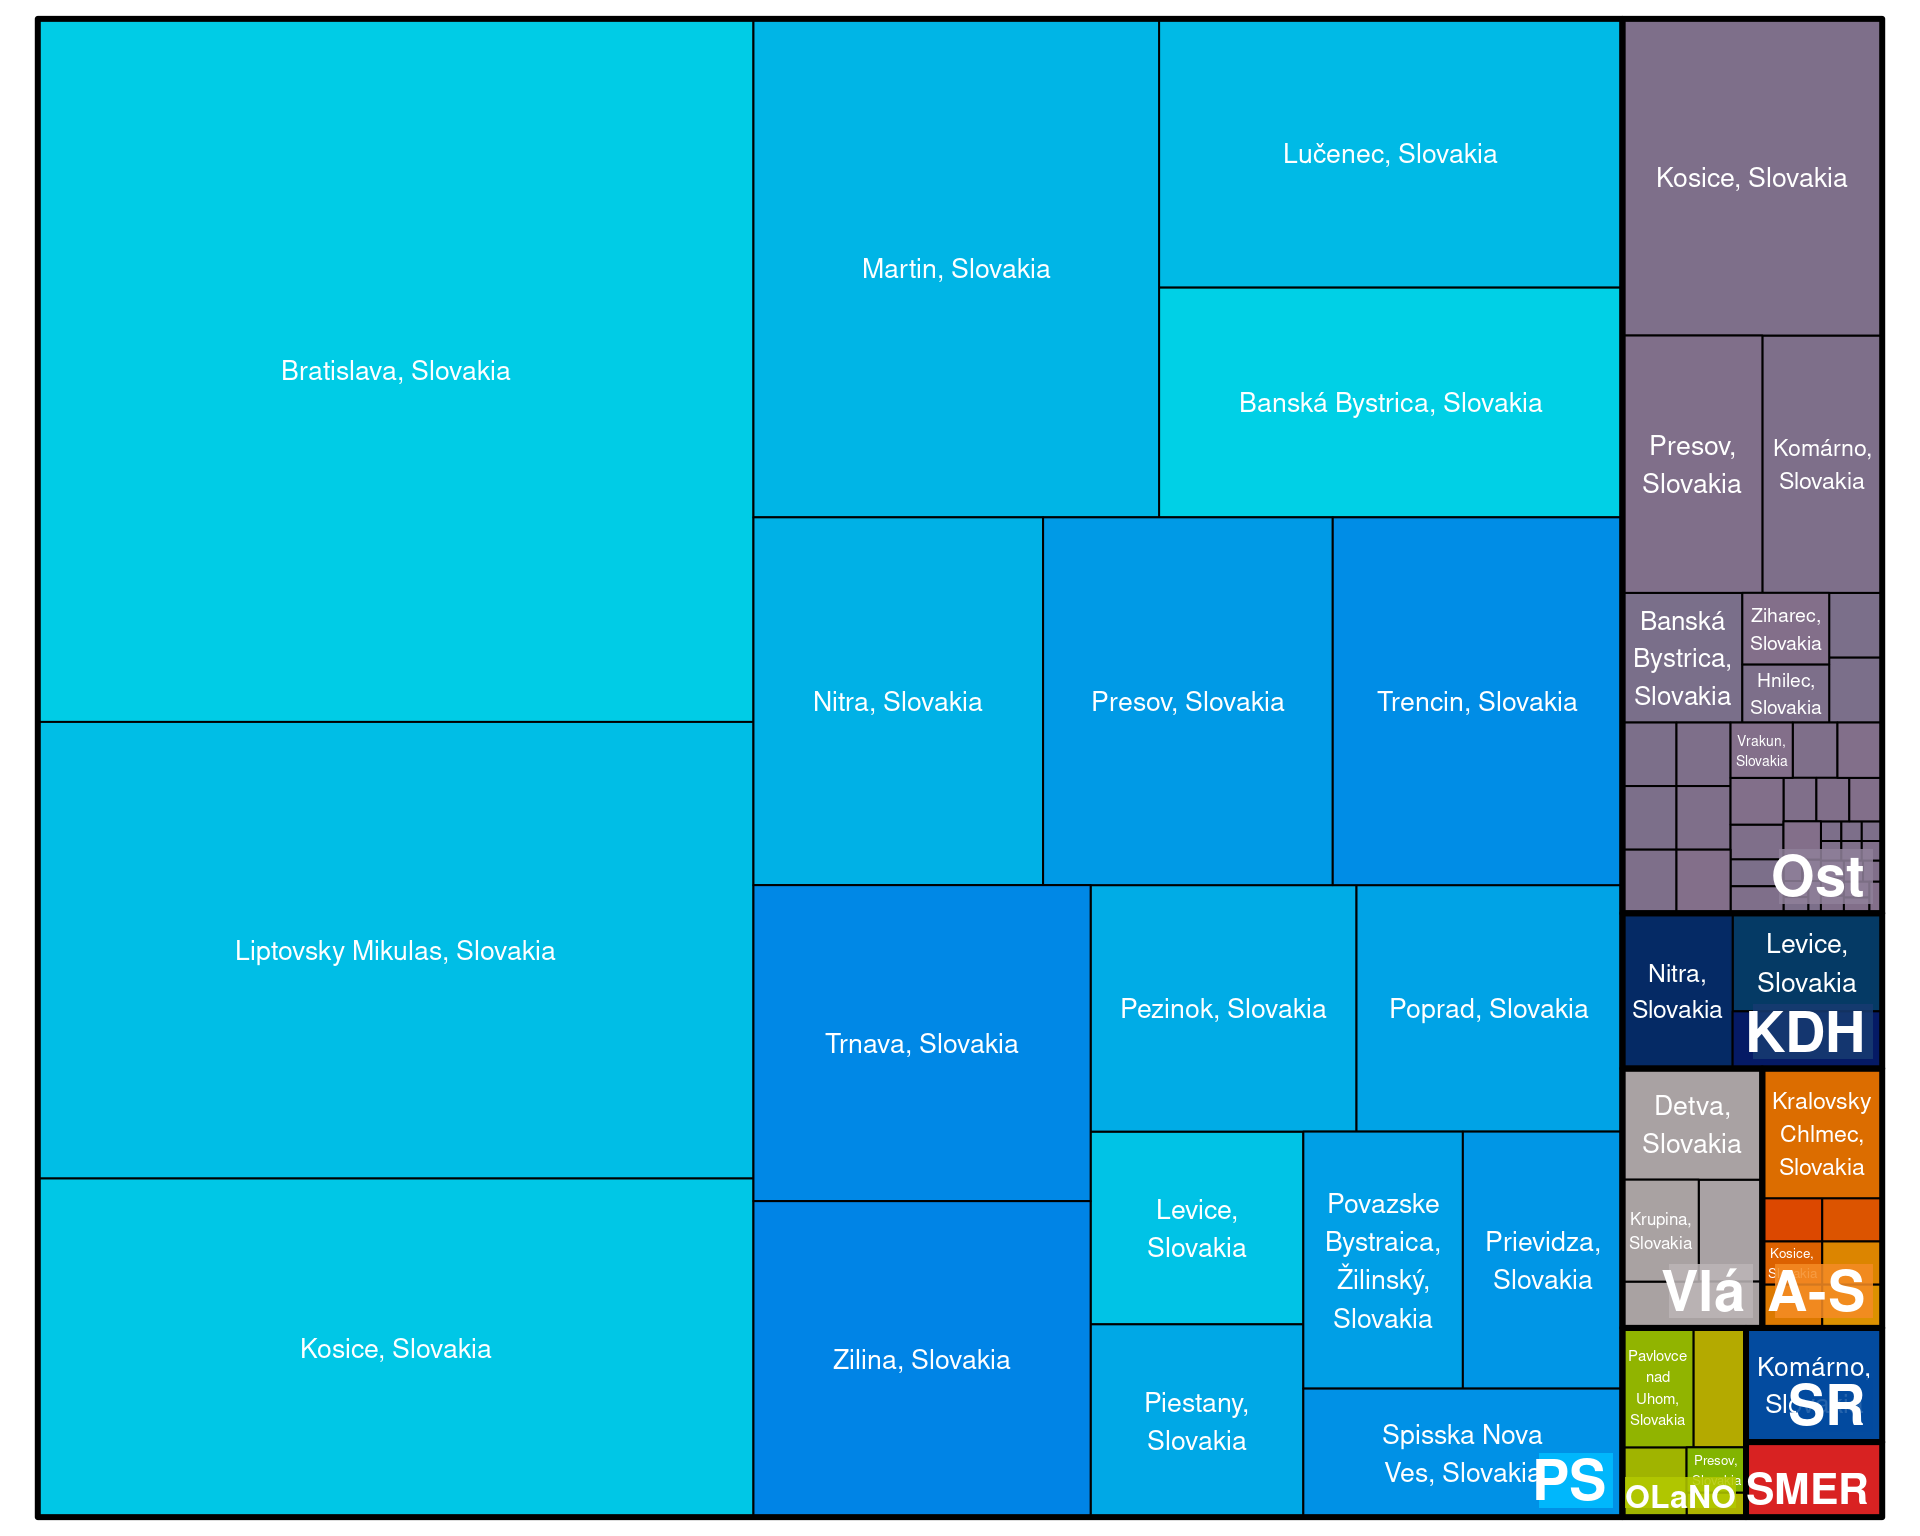 Bratislava, Slovakia
Liptovsky Mikulas, Slovakia
Kosice, Slovakia
Martin, Slovakia
Lučenec, Slovakia
Banská Bystrica, Slovakia
Nitra, Slovakia
Presov, Slovakia
Trencin, Slovakia
Trnava, Slovakia
Zilina, Slovakia
Pezinok, Slovakia
Poprad, Slovakia
Levice,
Slovakia
Piestany,
Slovakia
Povazske
Bystraica,
Žilinský,
Slovakia
Prievidza,
Slovakia
Spisska Nova
Ves, Slovakia
PS
Kosice, Slovakia
Presov,
Slovakia
Komárno,
Slovakia
Banská
Bystrica,
Slovakia
Ziharec,
Slovakia
Hnilec,
Slovakia
Vrakun,
Slovakia
Ost
Nitra,
Slovakia
Levice,
Slovakia
KDH
Detva,
Slovakia
Krupina,
Slovakia
Vlá
Kralovsky
Chlmec,
Slovakia
Kosice,
A-S
Pavlovce
nad
Uhom,
Slovakia
Presov,
OLaNO
Komárno,
SR
SMER